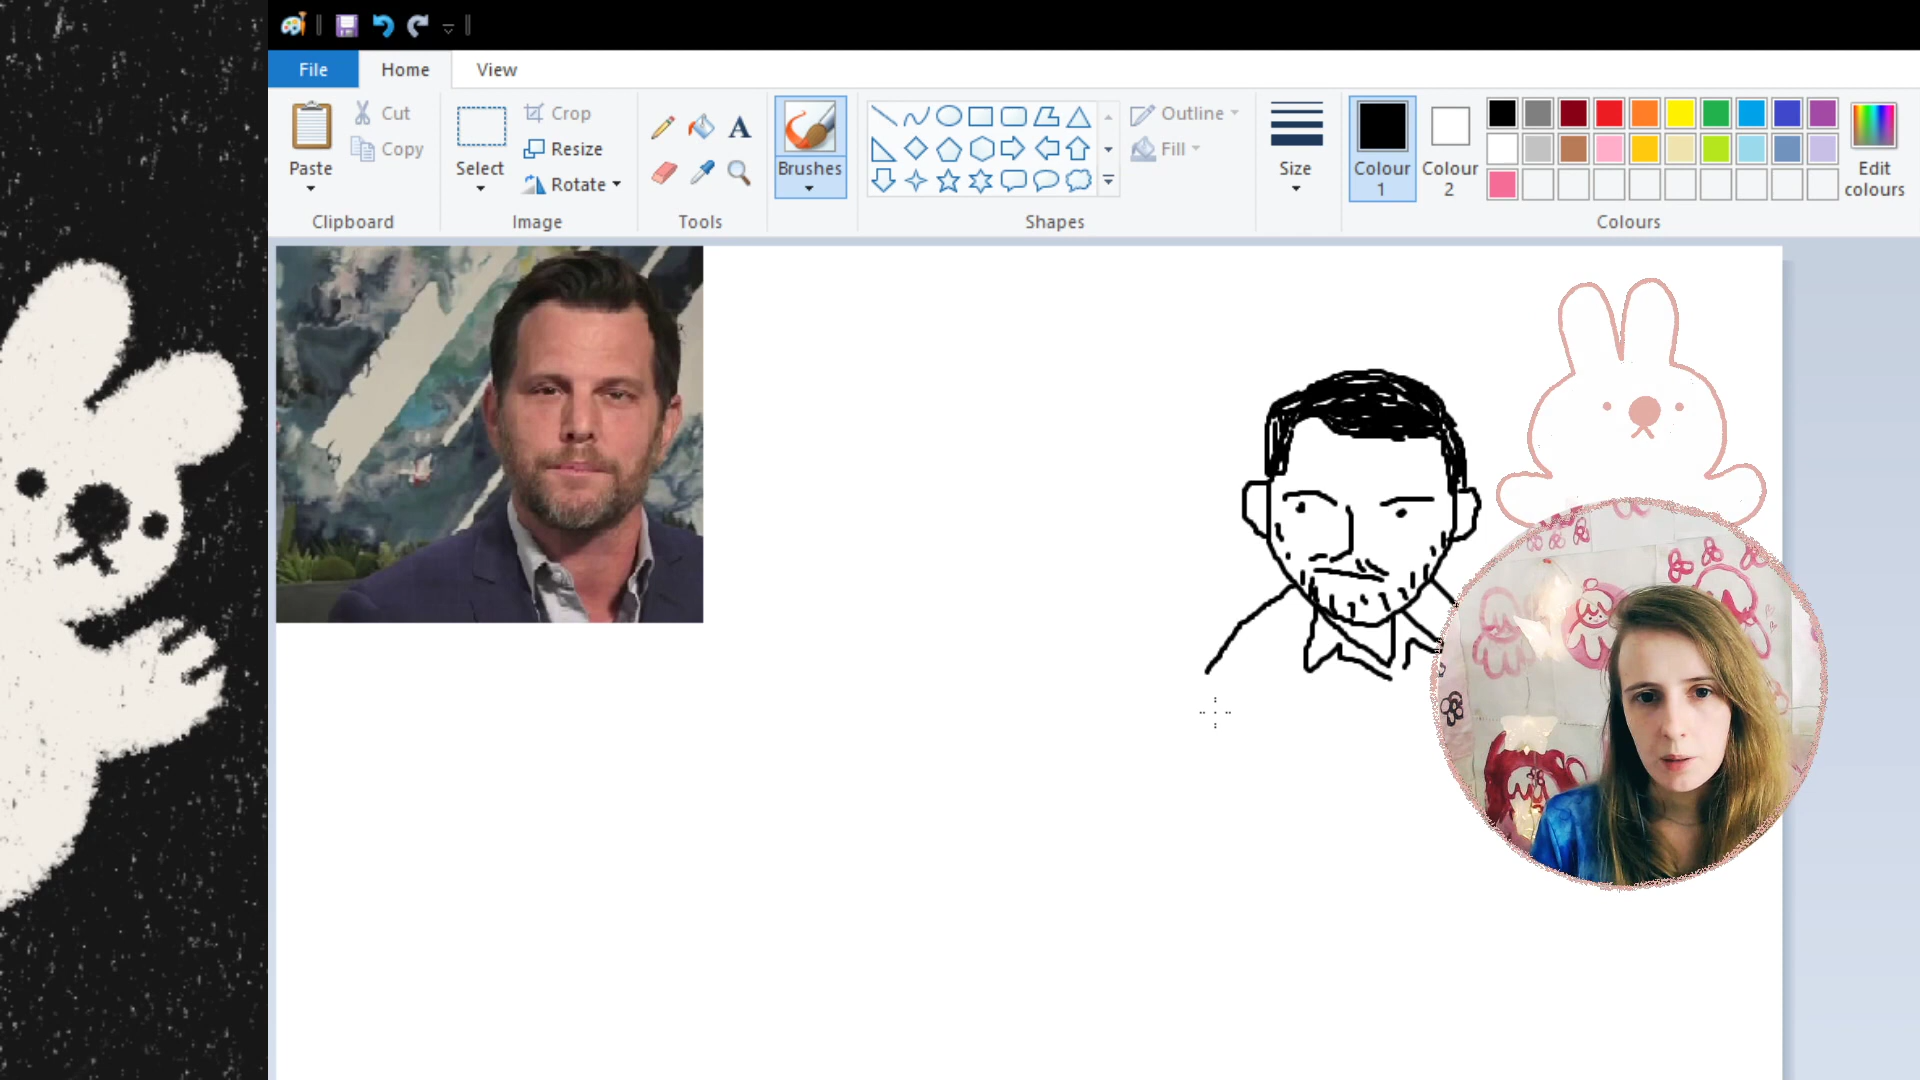 File Home View
Paste
Cut
Copy
Clipboard
Select
Crop
Resize
Rotate
Image
Tools
Brushes
Shapes
Outline
Fill
Size
Colour 1
Colour 2
Edit colours
Colours